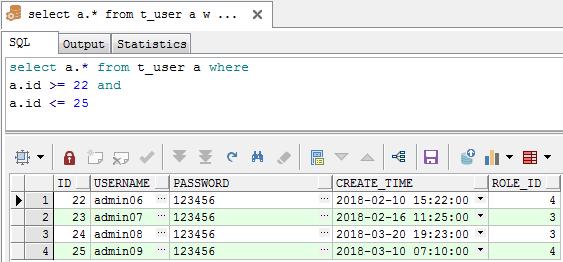 select a.* from t_user a w ...
SQL Output Statistics
select a.* from t_user a where
a.id >= 22 and
a.id <= 25
ID USERNAME PASSWORD CREATE_TIME ROLE_ID
1 22 admin06 ... 123456 ... 2018-02-10 15:22:00 4
2 23 admin07 ... 123456 ... 2018-02-16 11:25:00 3
3 24 admin08 ... 123456 ... 2018-03-20 19:23:00 3
4 25 admin09 ... 123456 ... 2018-03-10 07:10:00 4